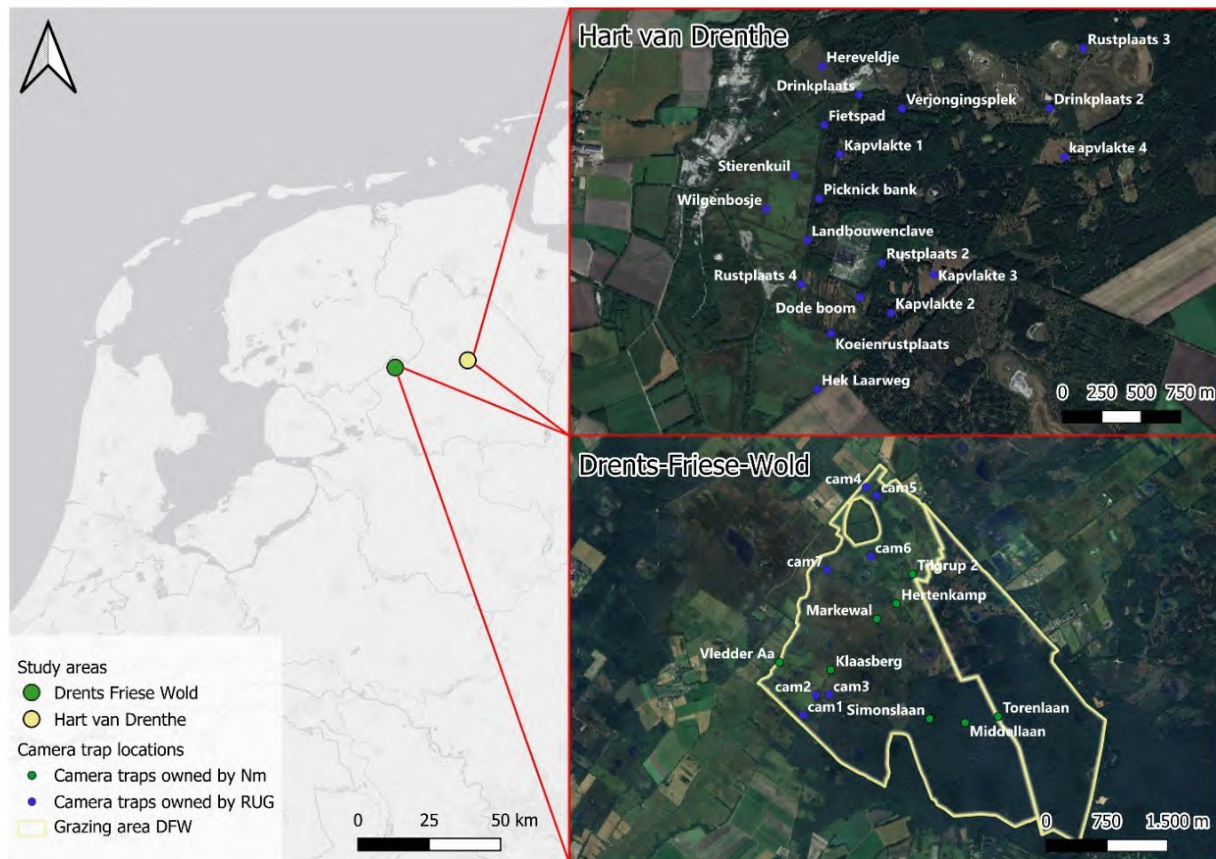 Hart van Drenthe
Rustplaats 3
Hereveldje
Drinkplaats
Verjongingsplek
Drinkplaats 2
Fietspad
Kapvlakte 1
kapvlakte 4
Stierenkuil
Picknick bank
Wilgenbosje
Landbouwenclave
Rustplaats 2
Rustplaats 4
Kapvlakte 3
Dode boom
Kapvlakte 2
Koeienrustplaats
Hek Laarweg
0 250 500 750 m
Drents-Friese-Wold
cam4
cam5
cam6
cam7
Tilgrup 2
Hertenkamp
Markewal
Vledder Aa
Klaasberg
cam2
cam3
cam1
Simonslaan
Torenlaan
Middellaan
0 750 1.500 m
Study areas
Drents Friese Wold
Hart van Drenthe
Camera trap locations
Camera traps owned by Nm
Camera traps owned by RUG
Grazing area DFW
0 25 50 km